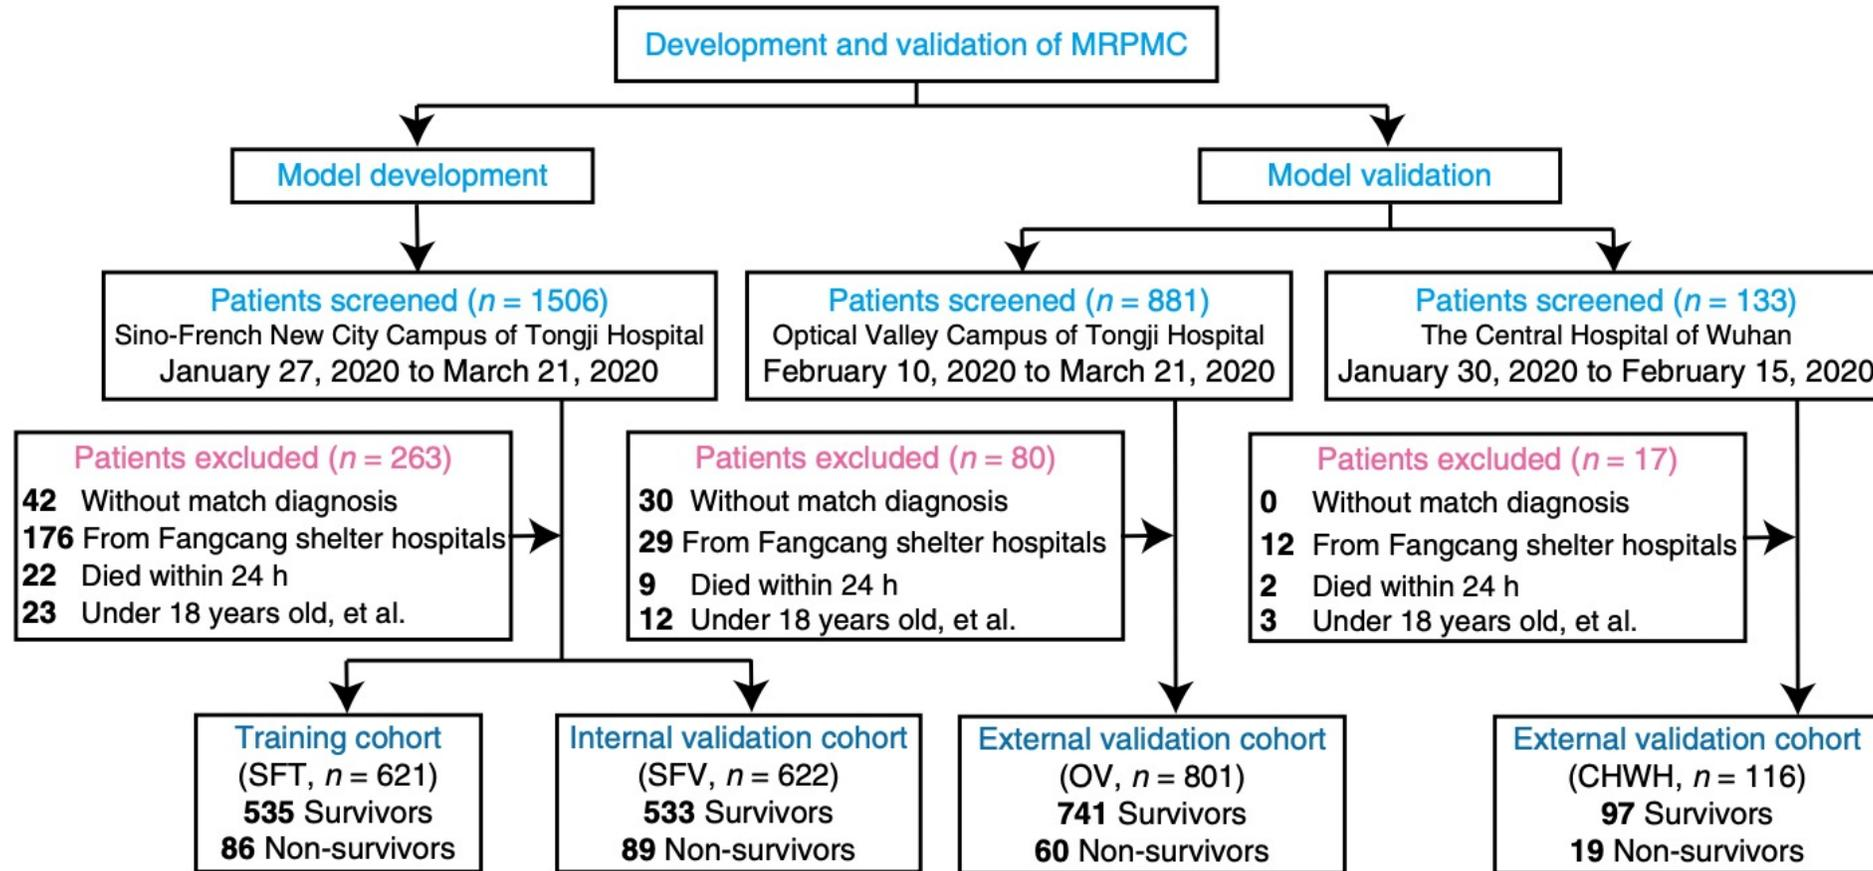 Development and validation of MRPMC
Model development
Model validation
Patients screened (n = 1506)
Sino-French New City Campus of Tongji Hospital
January 27, 2020 to March 21, 2020
Patients screened (n = 881)
Optical Valley Campus of Tongji Hospital
February 10, 2020 to March 21, 2020
Patients screened (n = 133)
The Central Hospital of Wuhan
January 30, 2020 to February 15, 2020
Patients excluded (n = 263)
42 Without match diagnosis
176 From Fangcang shelter hospitals
22 Died within 24 h
23 Under 18 years old, et al.
Patients excluded (n = 80)
30 Without match diagnosis
29 From Fangcang shelter hospitals
9 Died within 24 h
12 Under 18 years old, et al.
Patients excluded (n = 17)
0 Without match diagnosis
12 From Fangcang shelter hospitals
2 Died within 24 h
3 Under 18 years old, et al.
Training cohort
(SFT, n = 621)
535 Survivors
86 Non-survivors
Internal validation cohort
(SFV, n = 622)
533 Survivors
89 Non-survivors
External validation cohort
(OV, n = 801)
741 Survivors
60 Non-survivors
External validation cohort
(CHWH, n = 116)
97 Survivors
19 Non-survivors